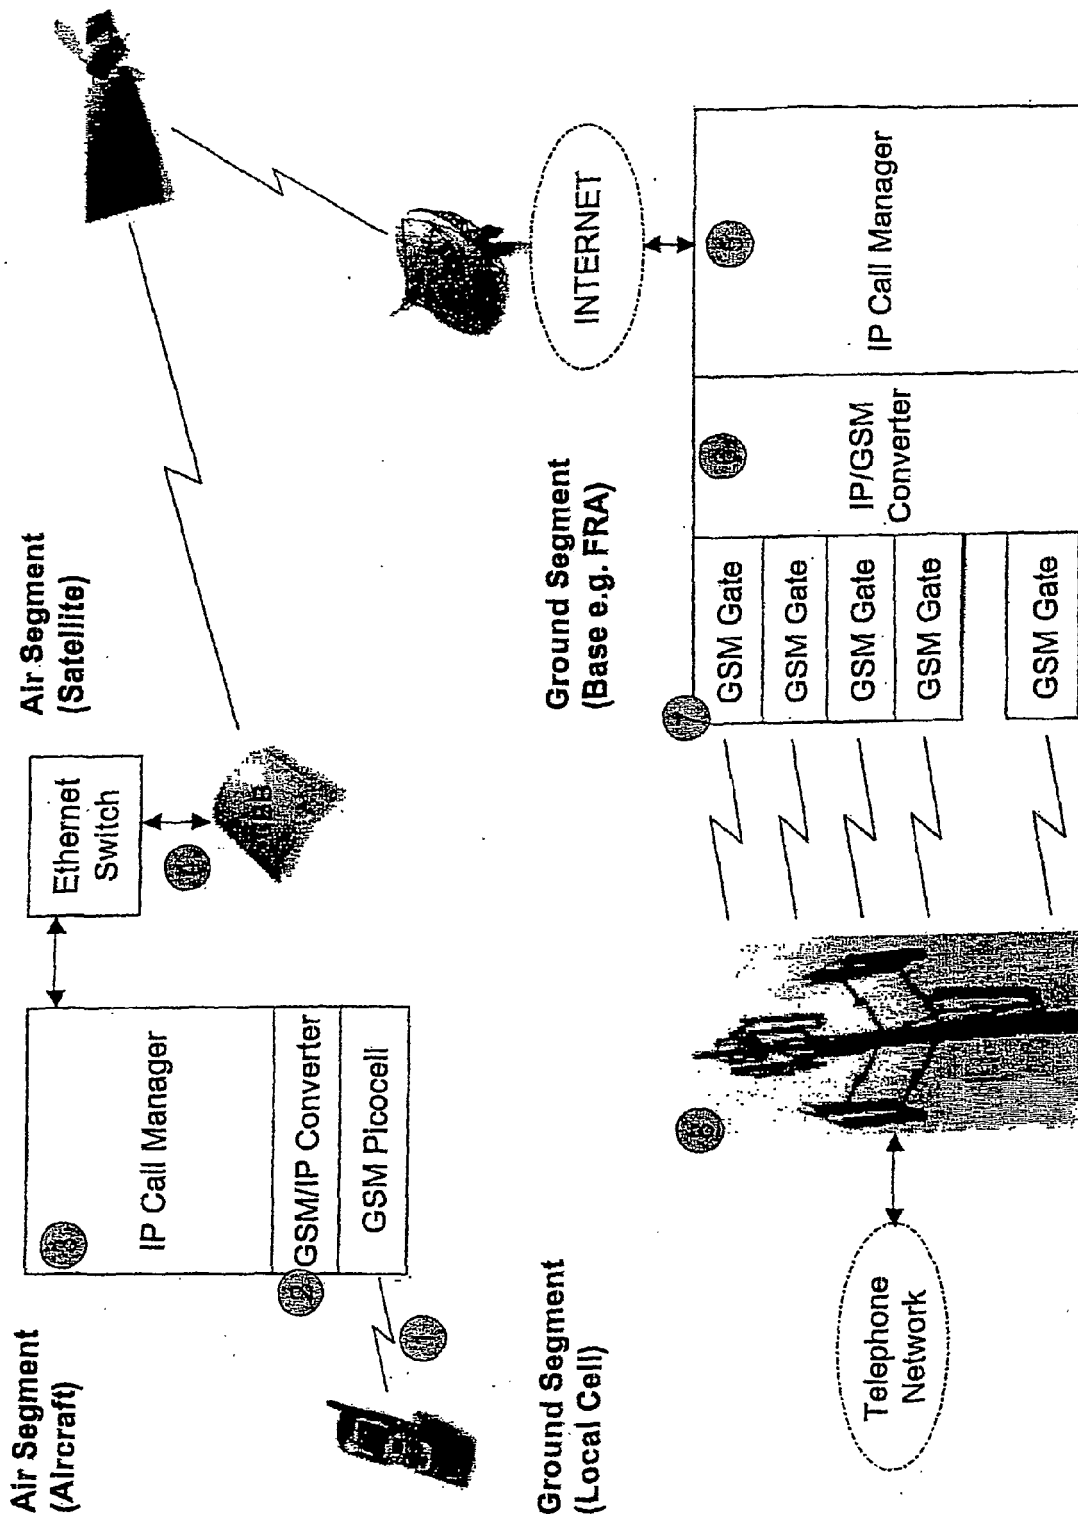 Air Segment
(Aircraft)
IP Call Manager
GSM/IP Converter
GSM Picocell
Ethernet
Switch
Air Segment
(Satellite)
Ground Segment
(Local Cell)
Telephone
Network
Ground Segment
(Base e.g. FRA)
GSM Gate
GSM Gate
GSM Gate
GSM Gate
GSM Gate
IP/GSM
Converter
IP Call Manager
INTERNET